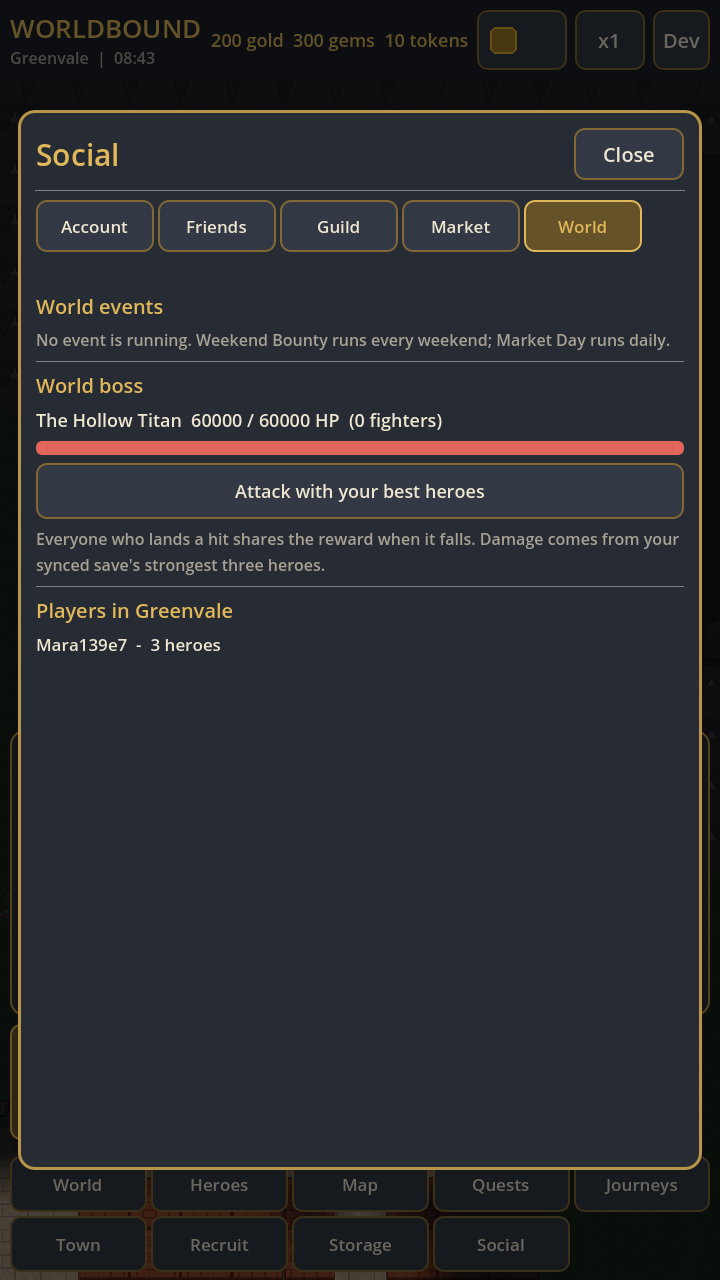 WORLDBOUND
Greenvale | 08:43
200 gold 300 gems 10 tokens
x1
Dev
Social
Close
Account
Friends
Guild
Market
World
World events
No event is running. Weekend Bounty runs every weekend; Market Day runs daily.
World boss
The Hollow Titan 60000 / 60000 HP (0 fighters)
Attack with your best heroes
Everyone who lands a hit shares the reward when it falls. Damage comes from your
synced save's strongest three heroes.
Players in Greenvale
Mara139e7 - 3 heroes
World
Heroes
Map
Quests
Journeys
Town
Recruit
Storage
Social